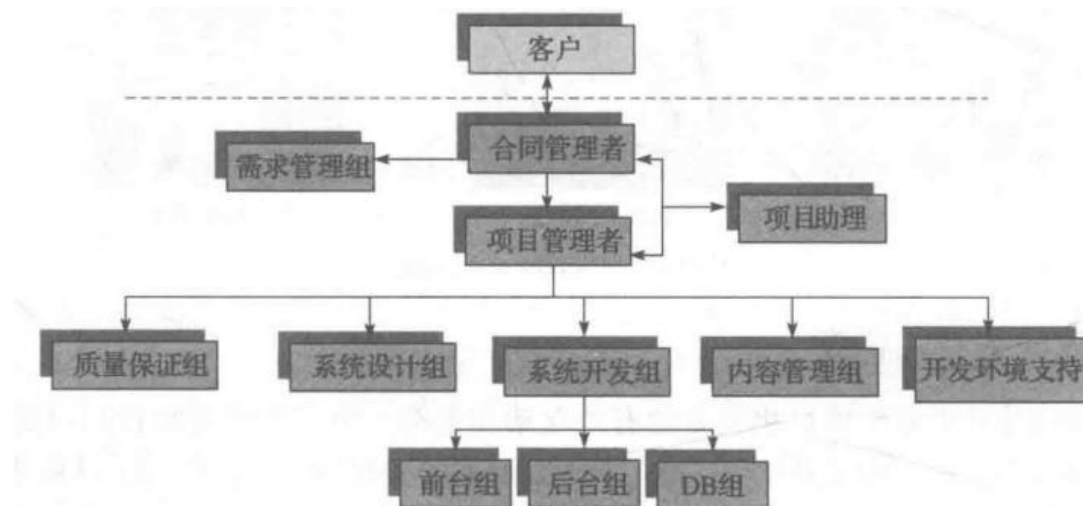 客户
合同管理者
需求管理组
项目助理
项目管理者
质量保证组
系统设计组
系统开发组
内容管理组
开发环境支持
前台组
后台组
DB组